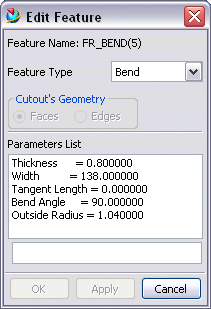 Edit Feature
Feature Name: FR_BEND(5)
Feature Type Bend
Cutout's Geometry
Faces Edges
Parameters List
Thickness = 0.800000
Width = 138.000000
Tangent Length = 0.000000
Bend Angle = 90.000000
Outside Radius = 1.040000
OK Apply Cancel